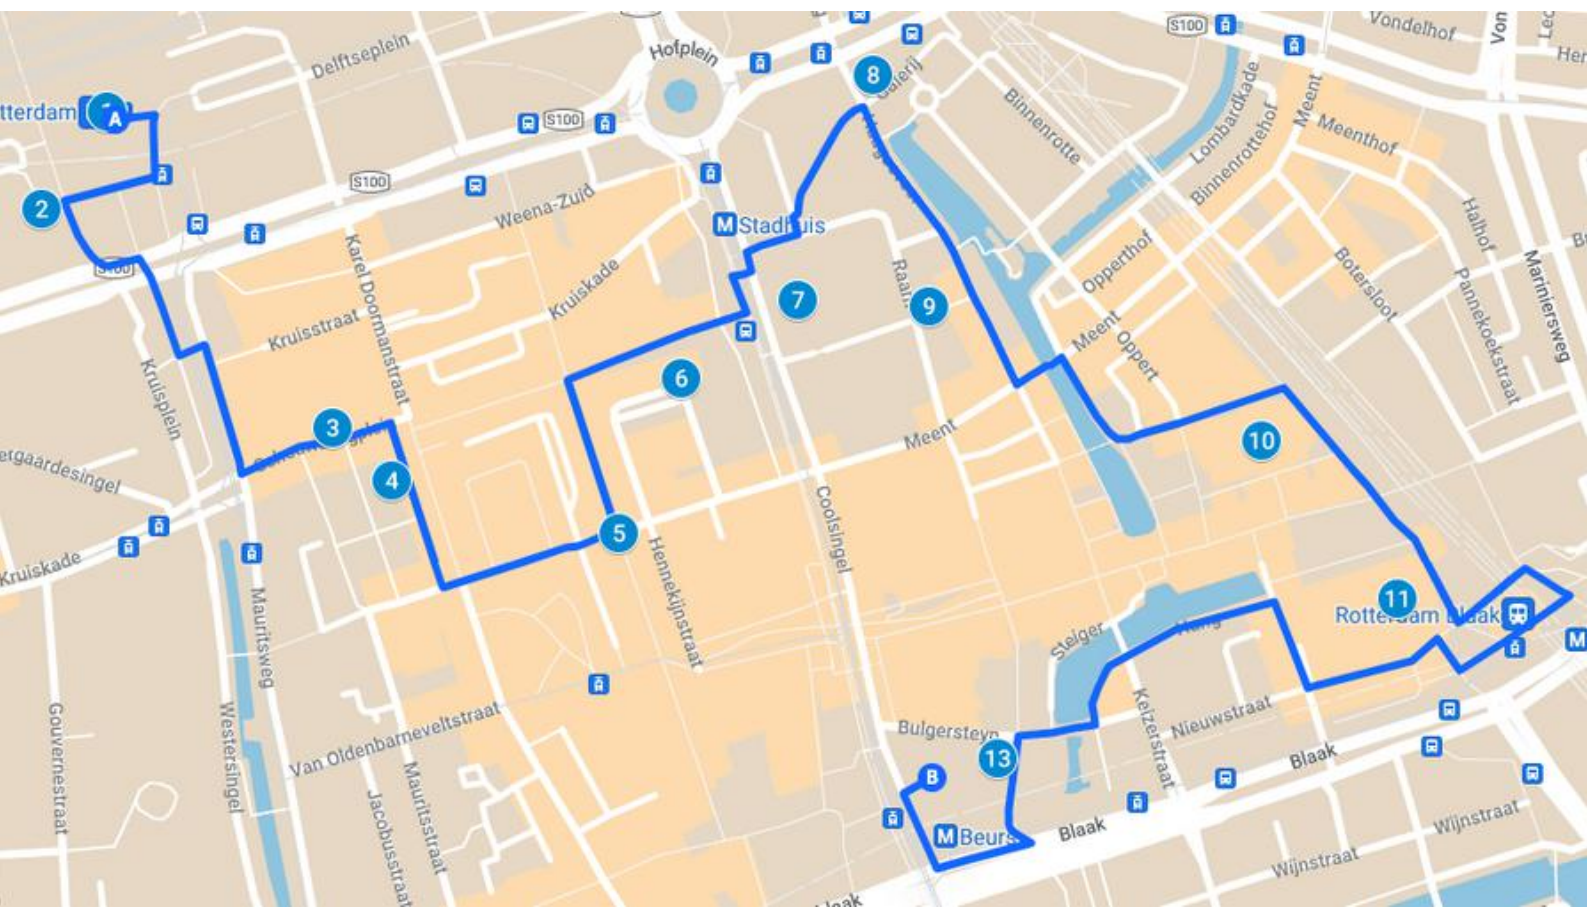 Hofplein
Delftseplein
S100
Vondelhof
Meent
Binnenrotte
Lombardkade
Binnenrottehof
Meenthof
tterdam
A
8
S100
S100
Weena-Zuid
M Stadhuis
2
Halhof
Mariniersweg
Opperthof
Botersloot
Karel Doormanstraat
Kruiskade
Kruisstraat
7
9
Pannekoekstraat
Meent
Oppert
Kruisplein
6
3
Meent
10
4
ergaardesingel
Coolsingel
5
Kruiskade
Hennekijnstraat
Mauritsweg
11
Rotterdam Blaak
M
Steiger
Gouvernestraat
Westersingel
Van Oldenbarneveltstraat
Keizerstraat
Nieuwstraat
Bulgersteyn
13
B
Blaak
Mauritsstraat
Jacobusstraat
M Beurs
Blaak
Wijnstraat
Wijnstraat